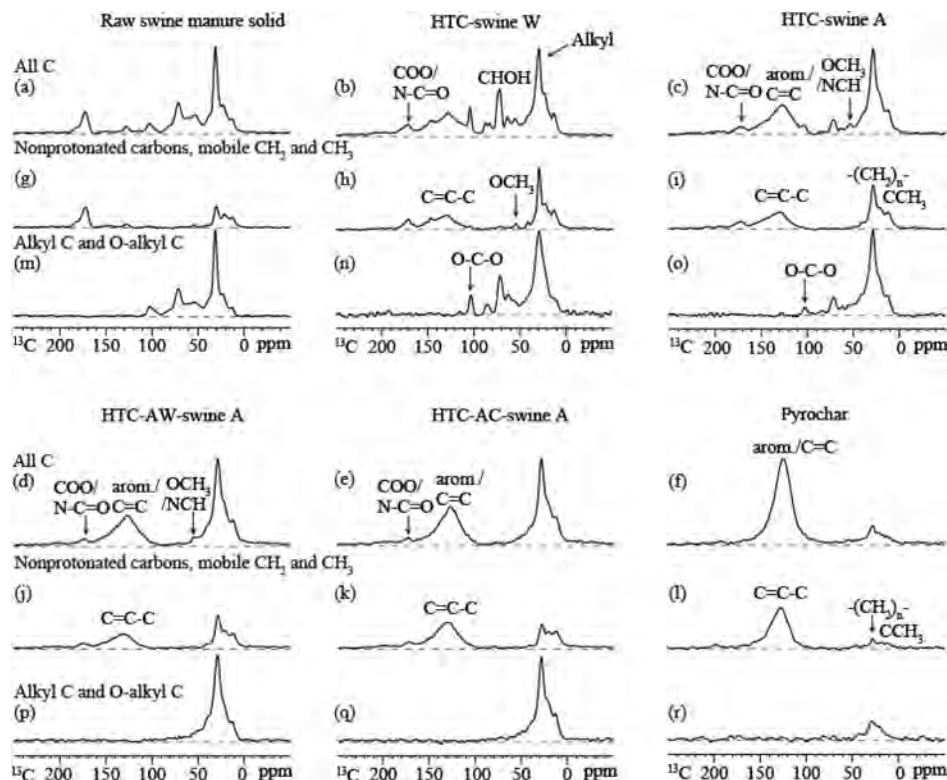 Raw swine manure solid HTC-swine W HTC-swine A
All C
(a) (b) (c)
COO/
N-C=O
CHOH
Alkyl
COO/
N-C=O
arom./
C=C
OCH3
/NCH
Nonprotonated carbons, mobile CH2 and CH3
(g) (h) (i)
C=C-C
OCH3
-(CH2)n-
CCH3
Alkyl C and O-alkyl C
(m) (n) (o)
O-C-O
O-C-O
13C 200 150 100 50 0 ppm
13C 200 150 100 50 0 ppm
13C 200 150 100 50 0 ppm
HTC-AW-swine A HTC-AC-swine A Pyrochar
All C
(d) (e) (f)
COO/
N-C=O
arom./
C=C
OCH3
/NCH
COO/
N-C=O
arom./
C=C
arom./C=C
Nonprotonated carbons, mobile CH2 and CH3
(j) (k) (l)
C=C-C
C=C-C
C=C-C
-(CH2)n-
CCH3
Alkyl C and O-alkyl C
(p) (q) (r)
13C 200 150 100 50 0 ppm
13C 200 150 100 50 0 ppm
13C 200 150 100 50 0 ppm